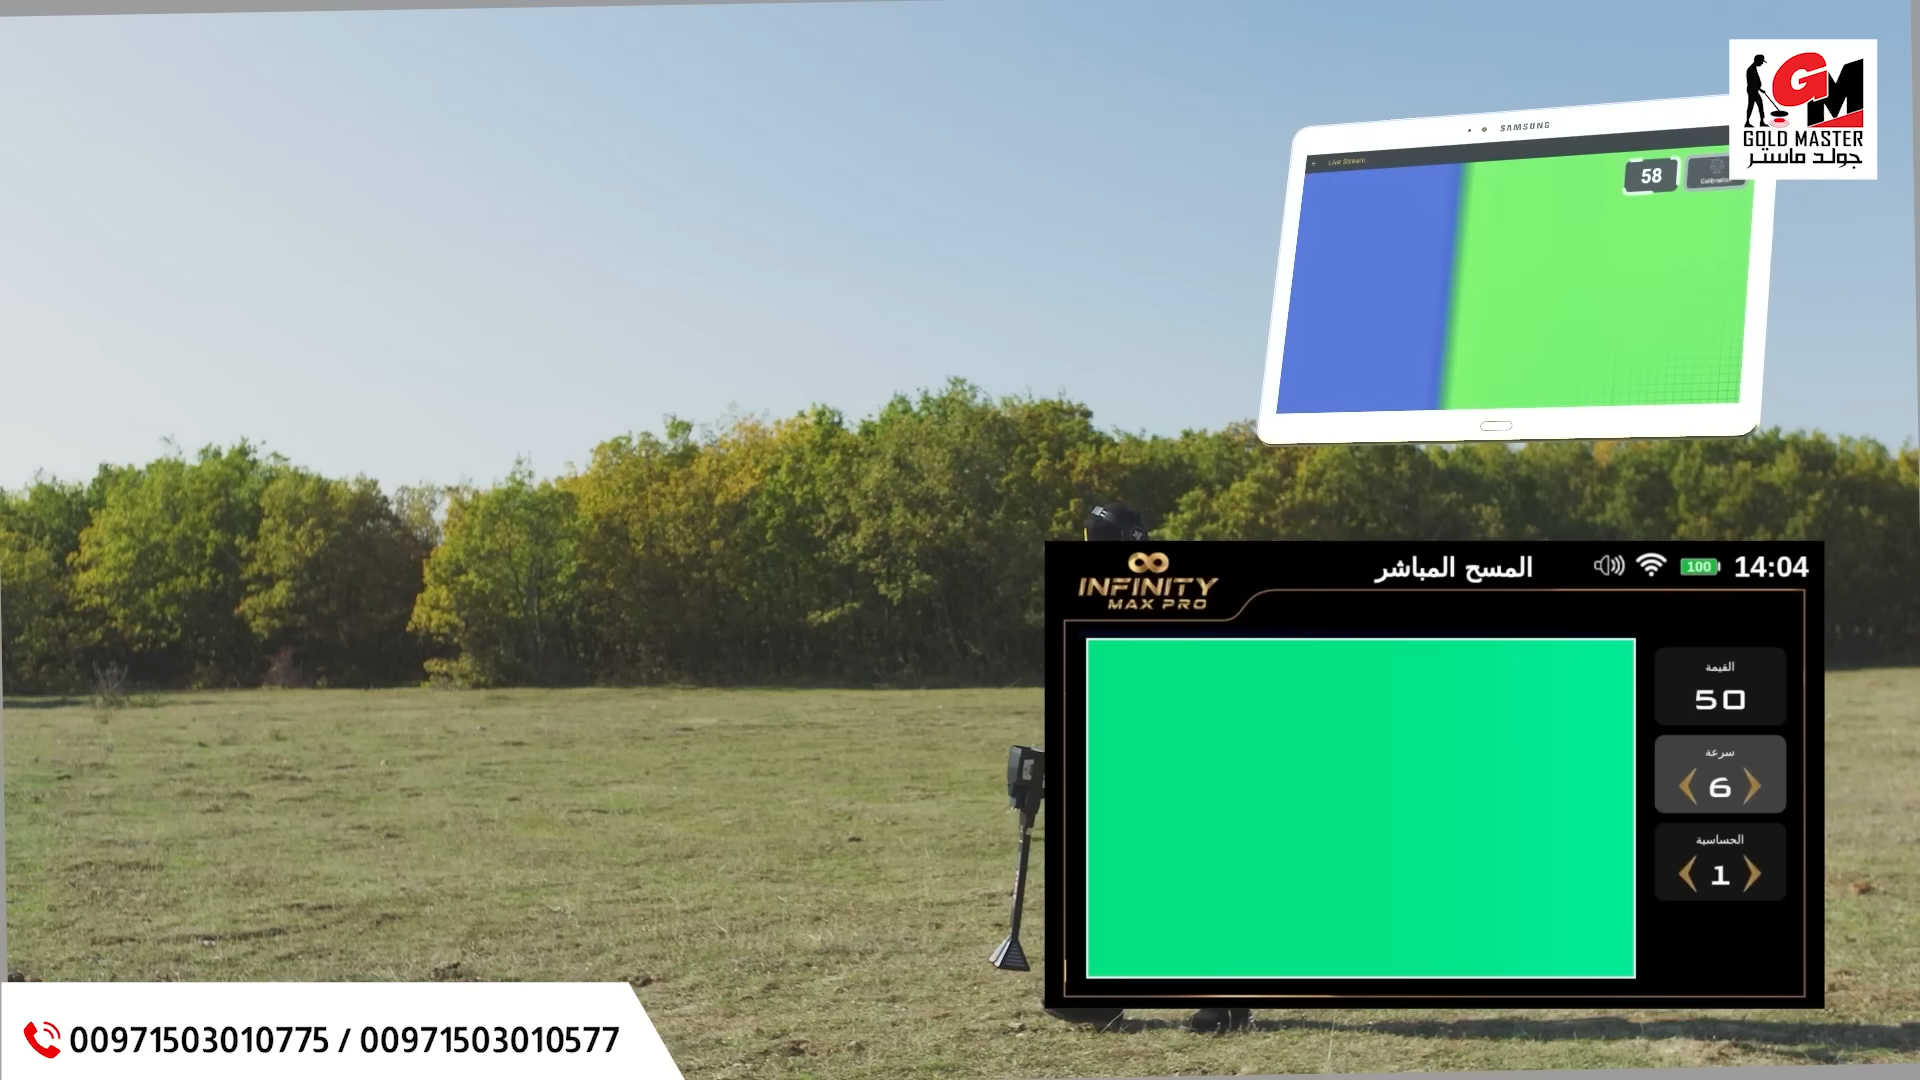 GM
GOLD MASTER
جولد ماستر
SAMSUNG
Live Stream
58
Calibration
INFINITY
MAX PRO
المسح المباشر
100
14:04
القيمة
50
سرعة
6
الحساسية
1
00971503010775 / 00971503010577